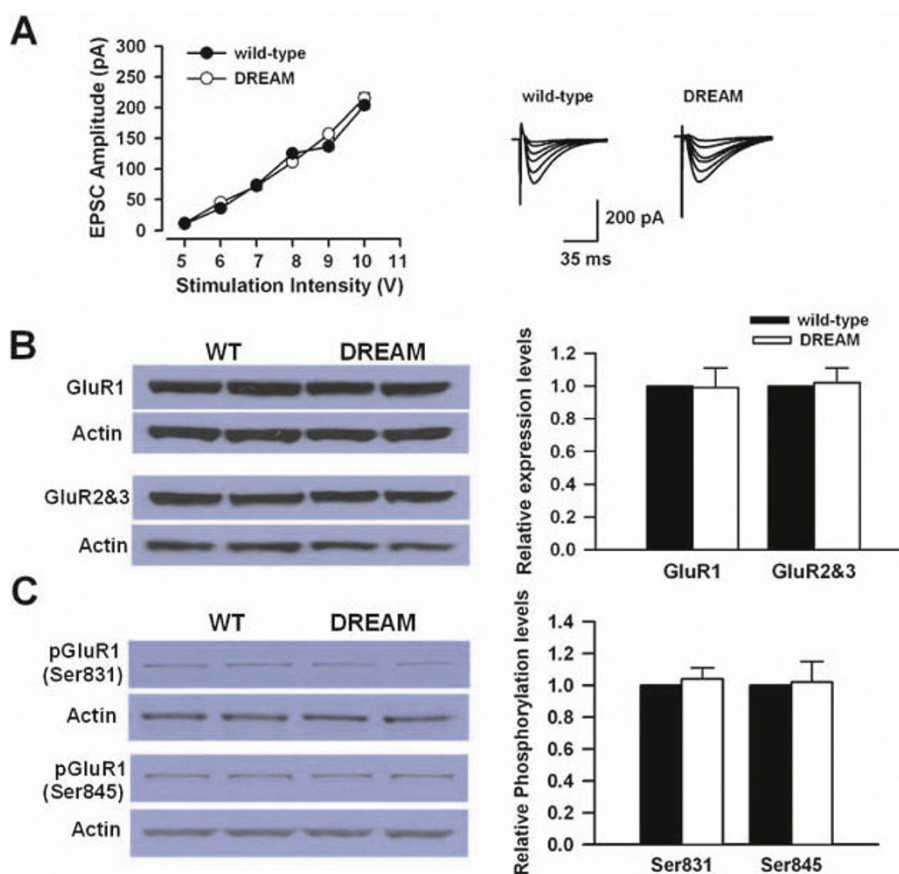 A
EPSC Amplitude (pA)
300
250
200
150
100
50
0
wild-type
DREAM
5 6 7 8 9 10 11
Stimulation Intensity (V)
wild-type DREAM
200 pA
35 ms
B
WT DREAM
GluR1
Actin
GluR2&3
Actin
wild-type
DREAM
Relative expression levels
1.2
1.0
0.8
0.6
0.4
0.2
0.0
GluR1 GluR2&3
C
WT DREAM
pGluR1
(Ser831)
Actin
pGluR1
(Ser845)
Actin
Relative Phosphorylation levels
1.4
1.2
1.0
0.8
0.6
0.4
0.2
0.0
Ser831 Ser845